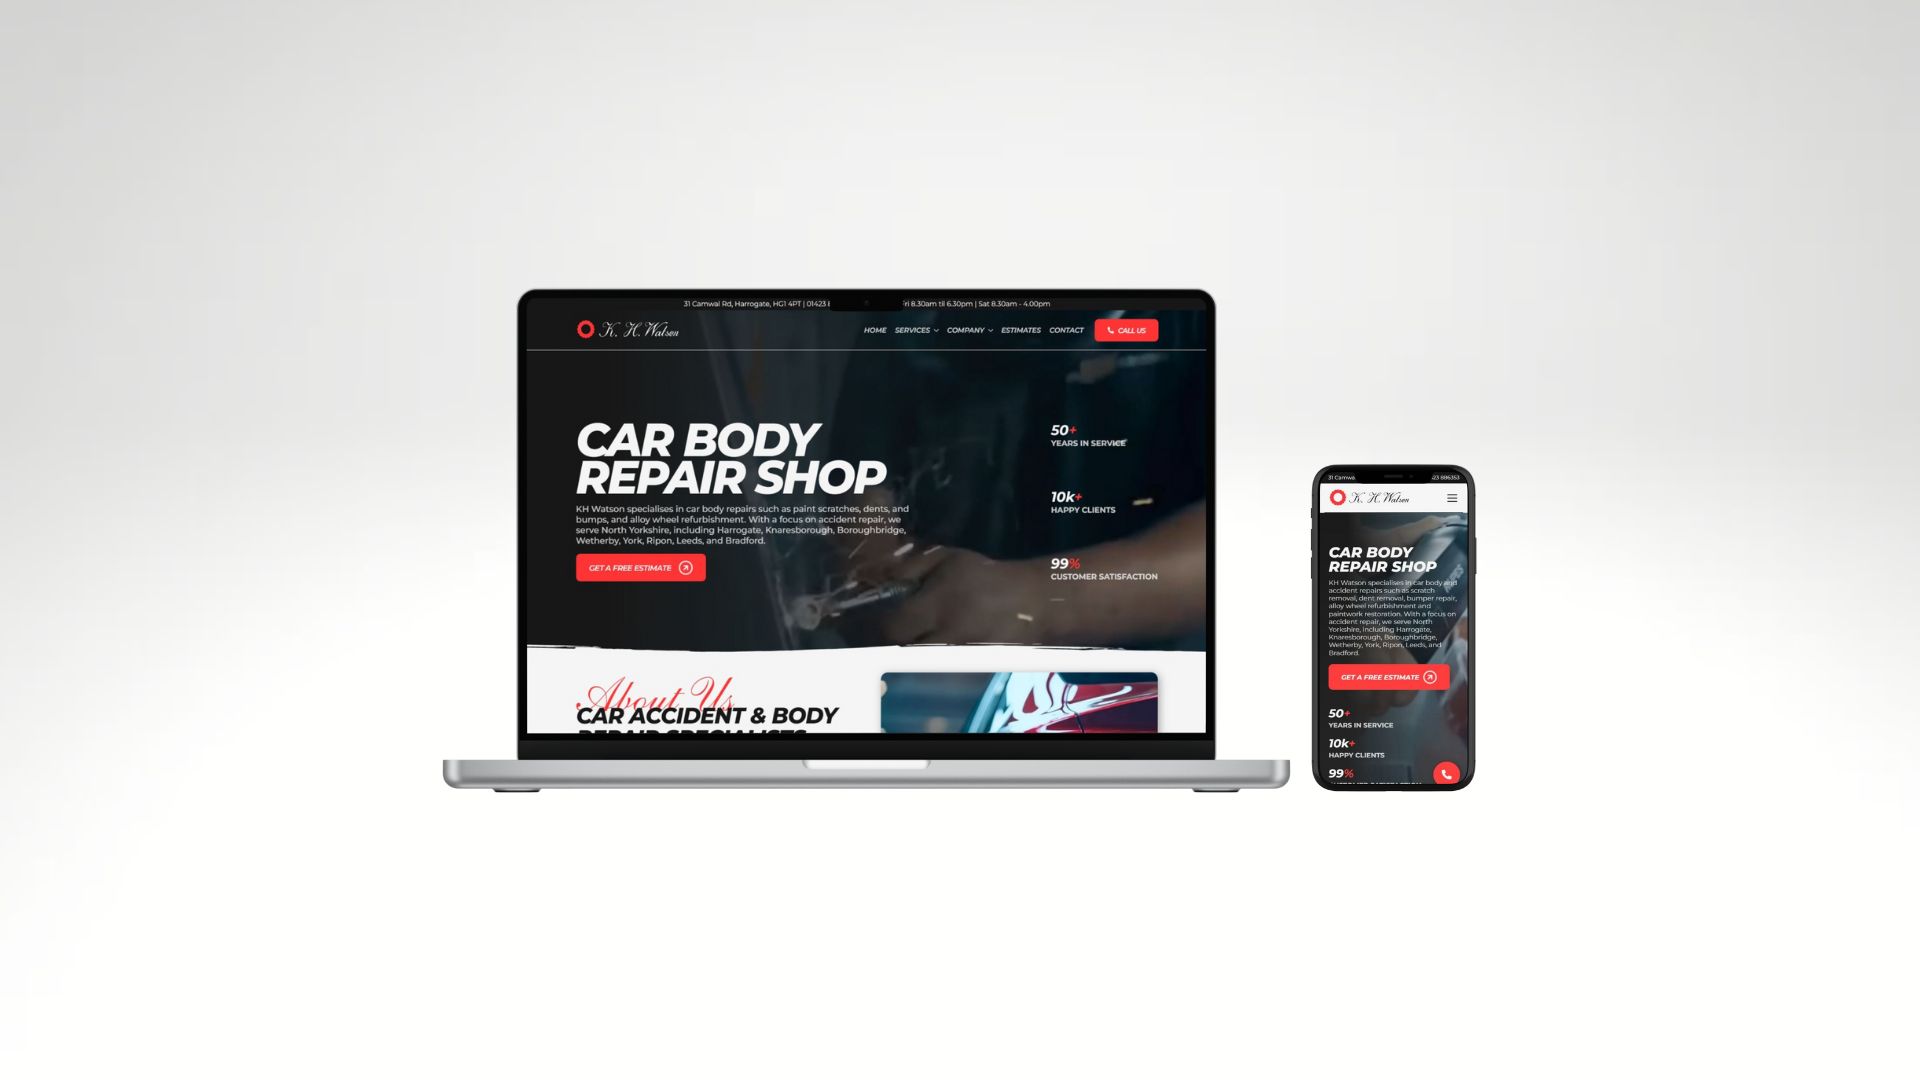 31 Camwal Rd, Harrogate, HG1 4PT | 01423
Fri 8.30am til 6.30pm | Sat 8.30am - 4.00pm
K. H. Watson
HOME SERVICES COMPANY ESTIMATES CONTACT CALL US
CAR BODY
REPAIR SHOP
KH Watson specialises in car body repairs such as paint scratches, dents, and
bumps, and alloy wheel refurbishment. With a focus on accident repair, we
serve North Yorkshire, including Harrogate, Knaresborough, Boroughbridge,
Wetherby, York, Ripon, Leeds, and Bradford.
GET A FREE ESTIMATE
50+
YEARS IN SERVICE
10k+
HAPPY CLIENTS
99%
CUSTOMER SATISFACTION
About Us
CAR ACCIDENT & BODY
REPAIR SPECIALISTS
31 Camwa
23 886353
K. H. Watson
CAR BODY
REPAIR SHOP
KH Watson specialises in car body and
accident repairs such as scratch
removal, dent removal, bumper repair,
alloy wheel refurbishment and
paintwork restoration. With a focus on
accident repair, we serve North
Yorkshire, including Harrogate,
Knaresborough, Boroughbridge,
Wetherby, York, Ripon, Leeds, and
Bradford.
GET A FREE ESTIMATE
50+
YEARS IN SERVICE
10k+
HAPPY CLIENTS
99%